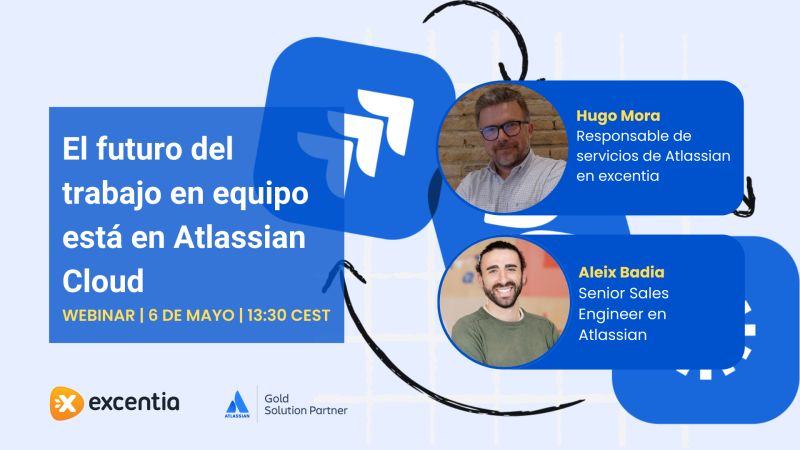 El futuro del
trabajo en equipo
está en Atlassian
Cloud
WEBINAR | 6 DE MAYO | 13:30 CEST
Hugo Mora
Responsable de
servicios de Atlassian
en excentia
Aleix Badia
Senior Sales
Engineer en
Atlassian
excentia
ATLASSIAN
Gold
Solution Partner